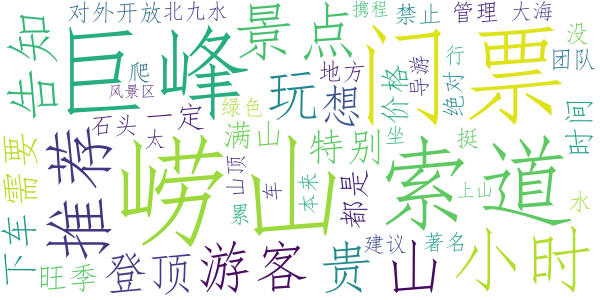 对外开放
北九水
景点
携程
禁止
管理
大海
告知
巨峰
爬
风景区
地方
导游
价格
绝对
行
没
团队
门票
玩
想
绿色
石头
一定
太
满山
特别
坐
挺
时间
下车
需要
推荐
崂山
山顶
累
车
本来
都是
索道
上山
水
旺季
登顶
游客
贵
建议
山
著名
小时